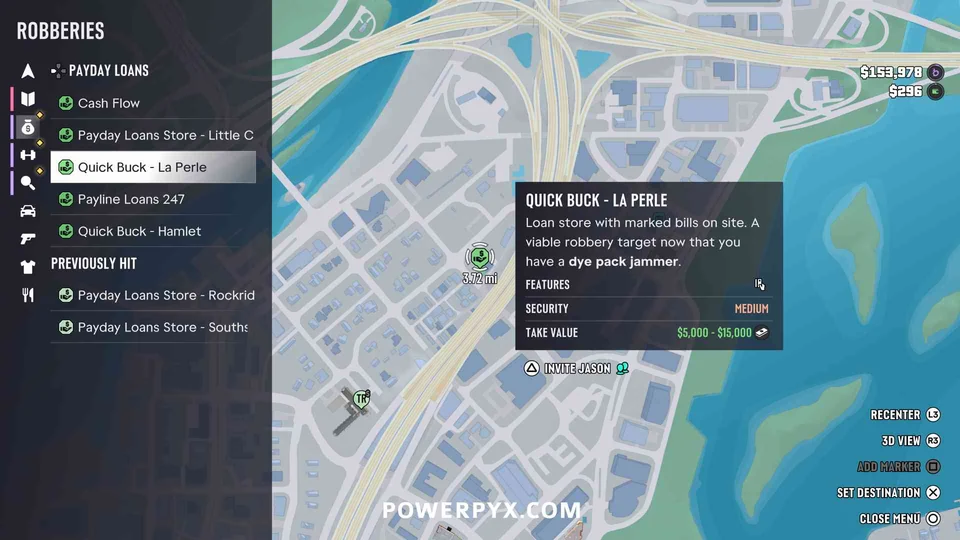 ROBBERIES
PAYDAY LOANS
Cash Flow
Payday Loans Store - Little C
Quick Buck - La Perle
Payline Loans 247
Quick Buck - Hamlet
PREVIOUSLY HIT
Payday Loans Store - Rockrid
Payday Loans Store - Souths
$153,978
$296
3.72 mi
TR
QUICK BUCK - LA PERLE
Loan store with marked bills on site. A
viable robbery target now that you
have a dye pack jammer.
FEATURES
SECURITY MEDIUM
TAKE VALUE $5,000 - $15,000
INVITE JASON
RECENTER L3
3D VIEW R3
ADD MARKER
SET DESTINATION
CLOSE MENU
POWERPYX.COM